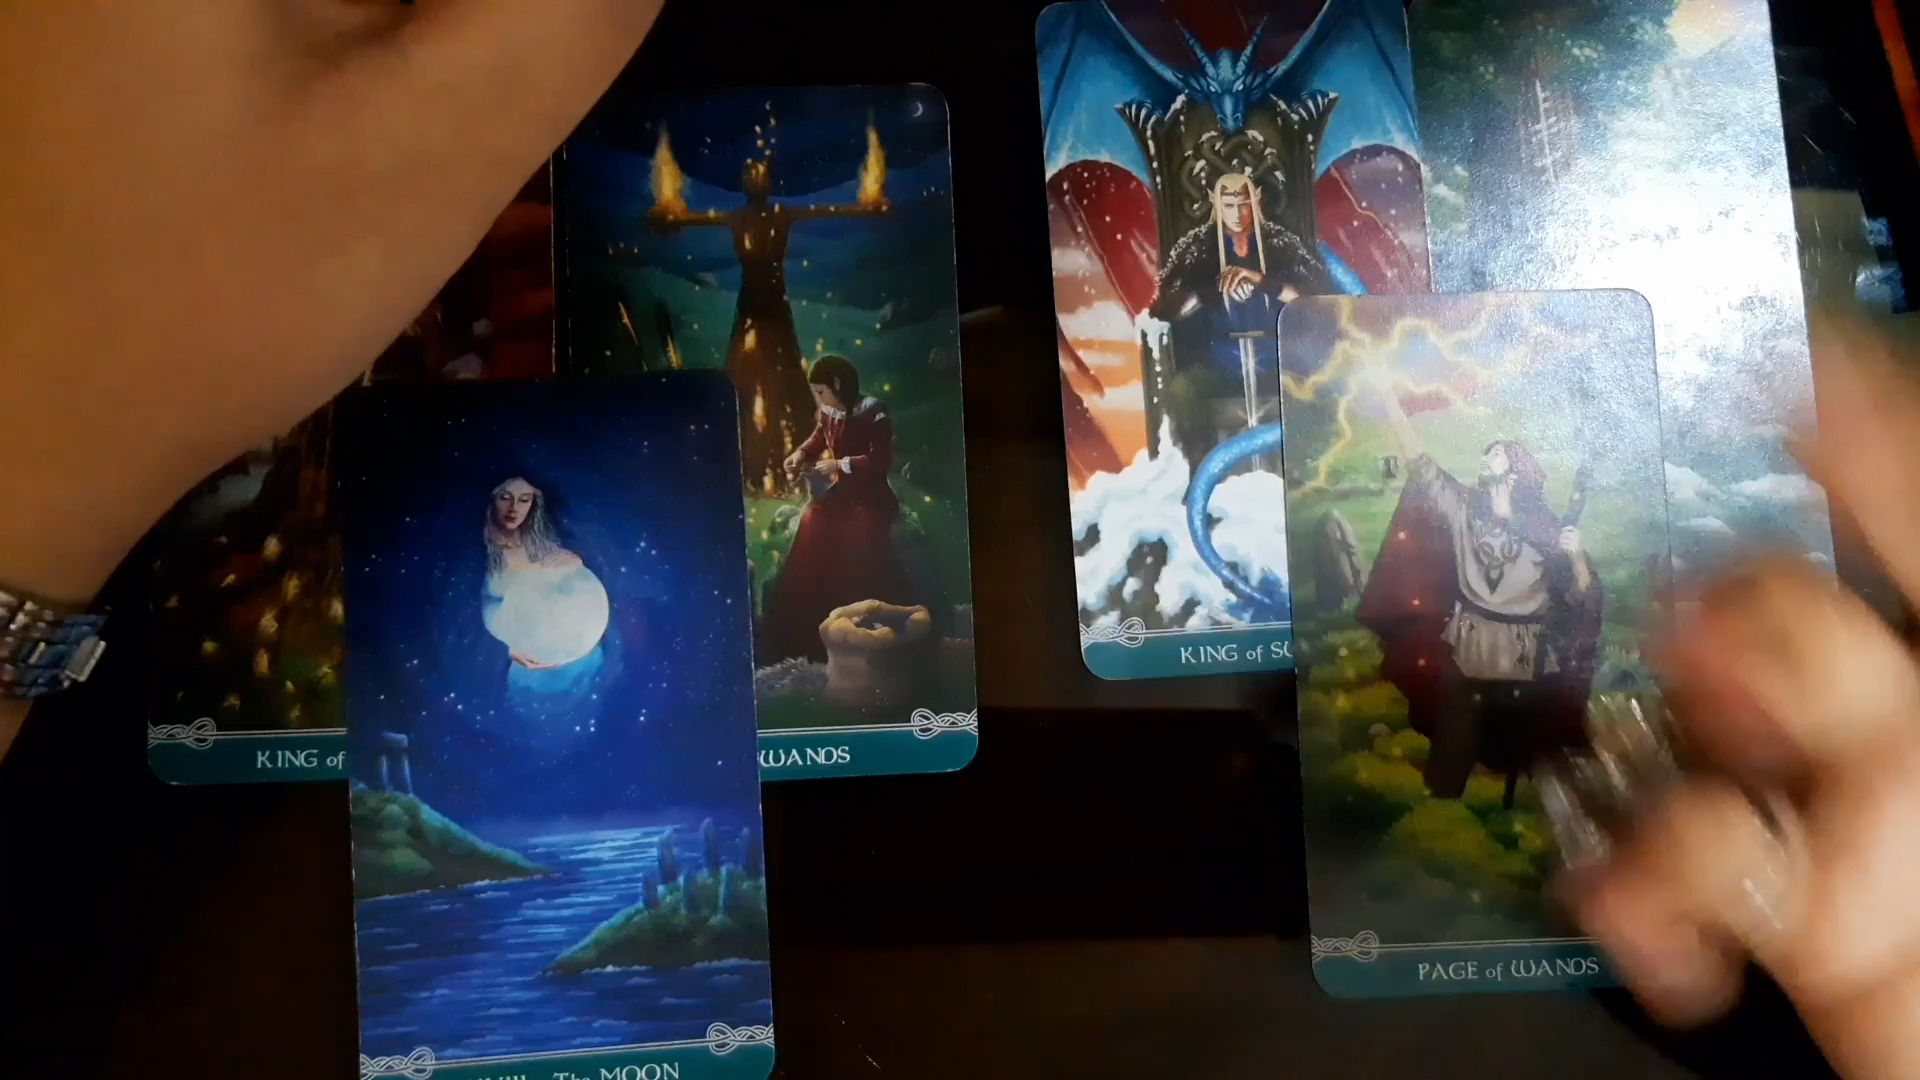 KING of
WANDS
The MOON
KING of
PAGE of WANDS